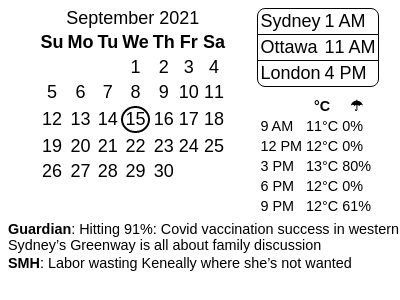 September 2021
Su Mo Tu We Th Fr Sa
1 2 3 4
5 6 7 8 9 10 11
12 13 14 15 16 17 18
19 20 21 22 23 24 25
26 27 28 29 30
Sydney 1 AM
Ottawa 11 AM
London 4 PM
°C ☂
9 AM 11°C 0%
12 PM 12°C 0%
3 PM 13°C 80%
6 PM 12°C 0%
9 PM 12°C 61%
Guardian: Hitting 91%: Covid vaccination success in western
Sydney’s Greenway is all about family discussion
SMH: Labor wasting Keneally where she’s not wanted